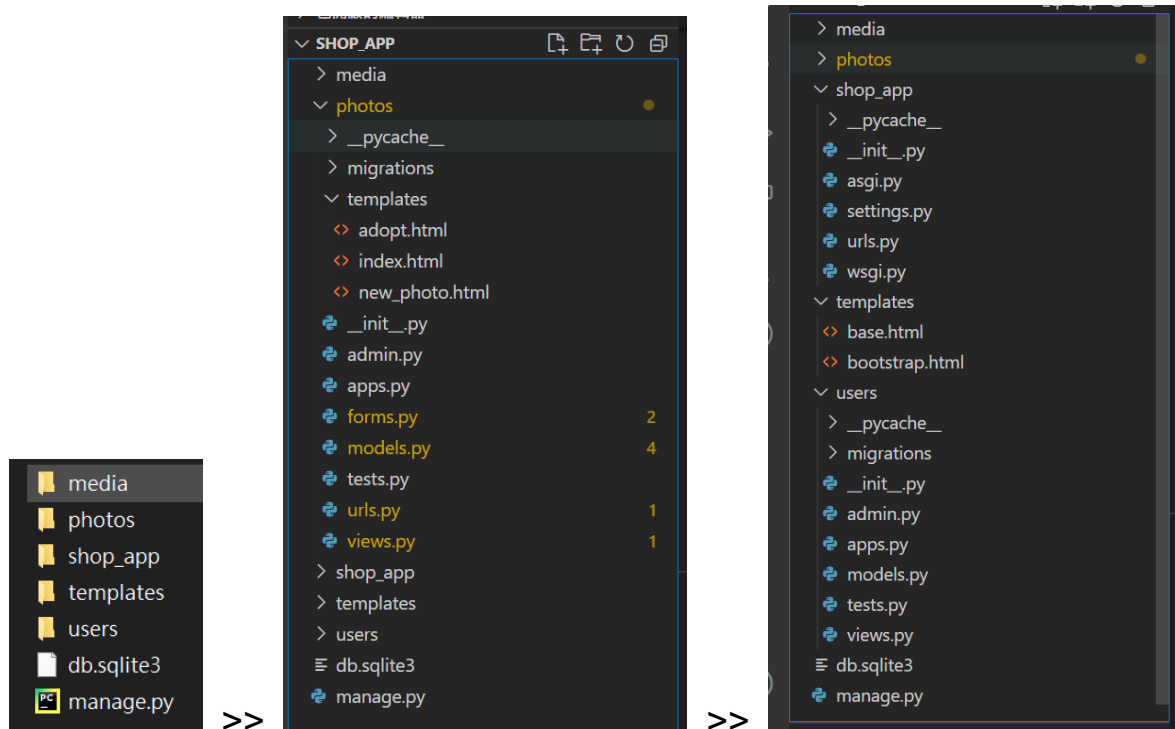 media
photos
shop_app
templates
users
db.sqlite3
PC
manage.py
>>
SHOP_APP
media
photos
__pycache__
migrations
templates
<> adopt.html
<> index.html
<> new_photo.html
__init__.py
admin.py
apps.py
forms.py 2
models.py 4
tests.py
urls.py 1
views.py 1
shop_app
templates
users
db.sqlite3
manage.py
>>
media
photos
shop_app
__pycache__
__init__.py
asgi.py
settings.py
urls.py
wsgi.py
templates
<> base.html
<> bootstrap.html
users
__pycache__
migrations
__init__.py
admin.py
apps.py
models.py
tests.py
views.py
db.sqlite3
manage.py